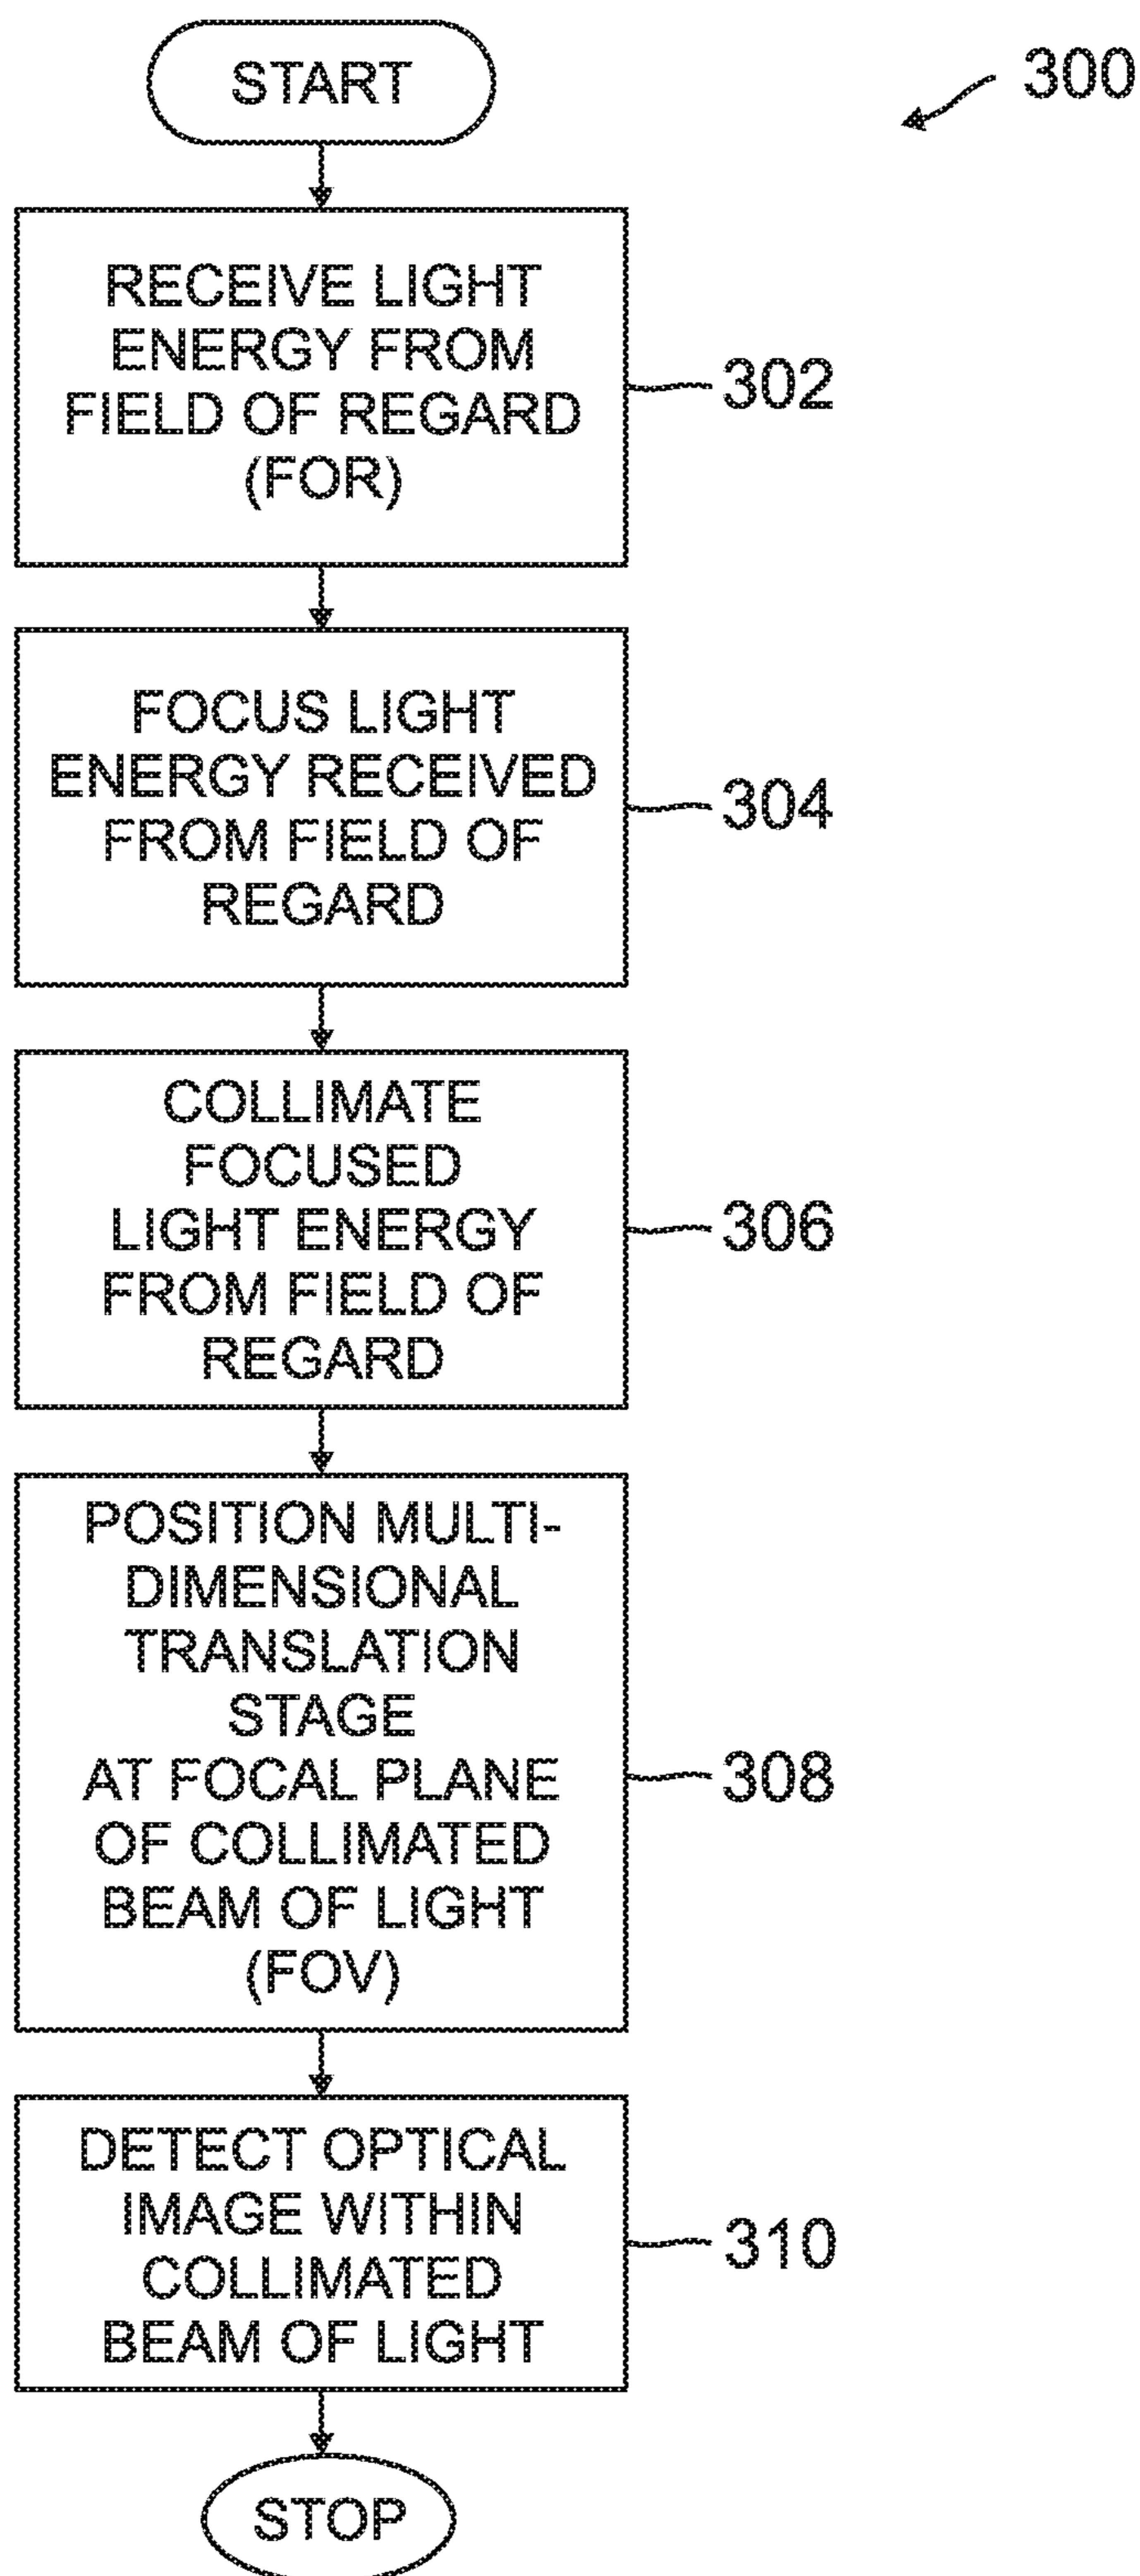 START
300
RECEIVE LIGHT
ENERGY FROM
FIELD OF REGARD
(FOR)
302
FOCUS LIGHT
ENERGY RECEIVED
FROM FIELD OF
REGARD
304
COLLIMATE
FOCUSED
LIGHT ENERGY
FROM FIELD OF
REGARD
306
POSITION MULTI-
DIMENSIONAL
TRANSLATION
STAGE
AT FOCAL PLANE
OF COLLIMATED
BEAM OF LIGHT
(FOV)
308
DETECT OPTICAL
IMAGE WITHIN
COLLIMATED
BEAM OF LIGHT
310
STOP